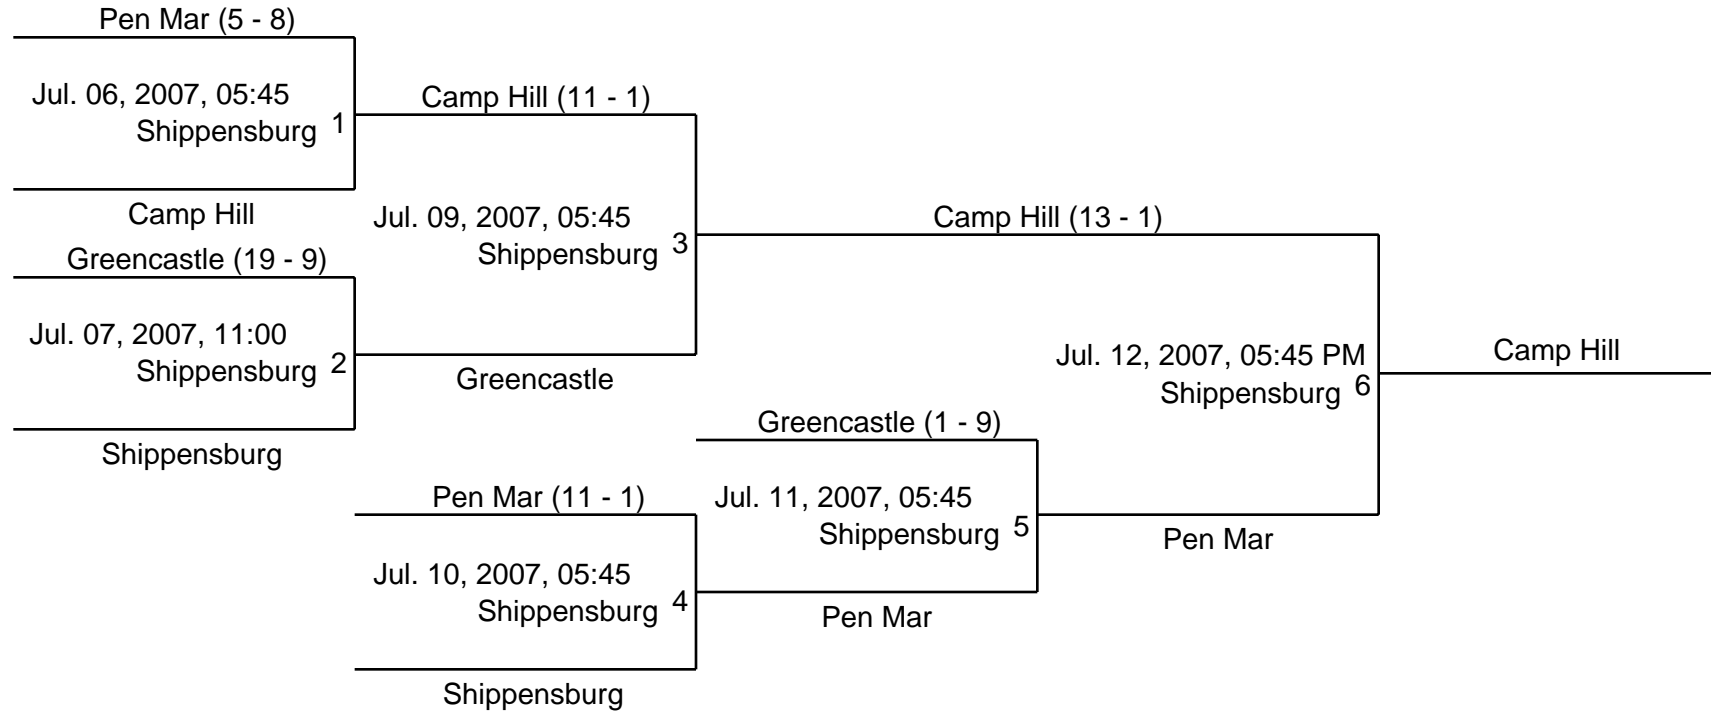 Pen Mar (5 - 8)
Jul. 06, 2007, 05:45
Shippensburg 1
Camp Hill
Camp Hill (11 - 1)
Greencastle (19 - 9)
Jul. 07, 2007, 11:00
Shippensburg 2
Shippensburg
Jul. 09, 2007, 05:45
Shippensburg 3
Greencastle
Camp Hill (13 - 1)
Pen Mar (11 - 1)
Jul. 10, 2007, 05:45
Shippensburg 4
Shippensburg
Greencastle (1 - 9)
Jul. 11, 2007, 05:45
Shippensburg 5
Pen Mar
Jul. 12, 2007, 05:45 PM
Shippensburg 6
Pen Mar
Camp Hill